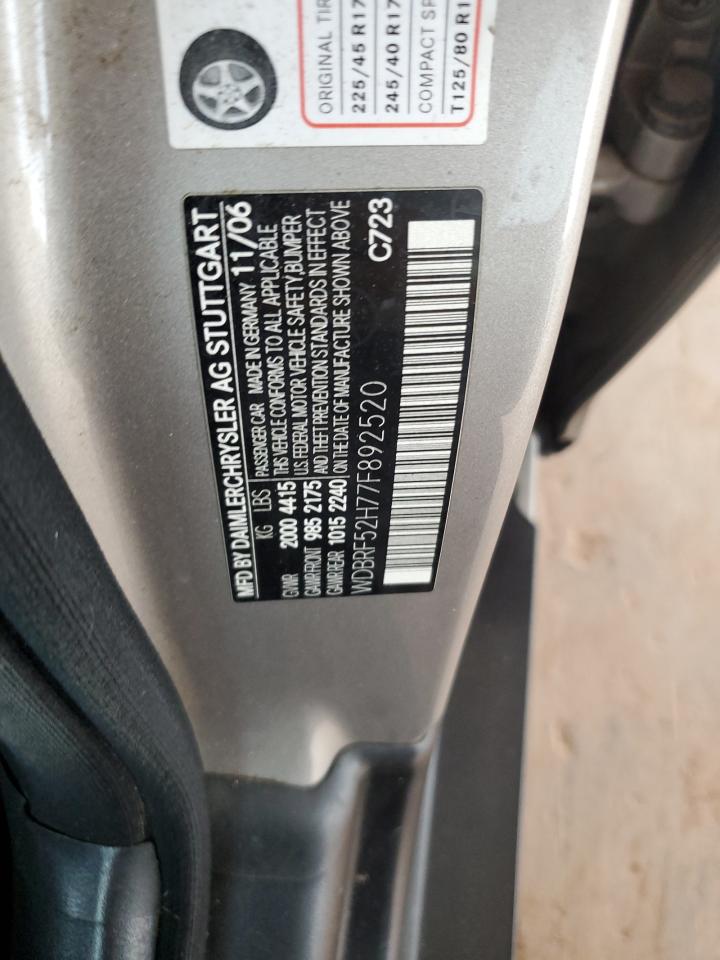 ORIGINAL TIR
225/45 R17
245/40 R17
COMPACT SP
T125/80 R1
MFD BY DAIMLERCHRYSLER AG STUTTGART
KG LBS PASSENGER CAR MADE IN GERMANY 11/06
GVWR 2000 4415 THIS VEHICLE CONFORMS TO ALL APPLICABLE
GAWR FRONT 985 2175 U.S. FEDERAL MOTOR VEHICLE SAFETY, BUMPER
GAWR REAR 1015 2240 AND THEFT PREVENTION STANDARDS IN EFFECT
ON THE DATE OF MANUFACTURE SHOWN ABOVE
WDBRF52H77F892520 C723